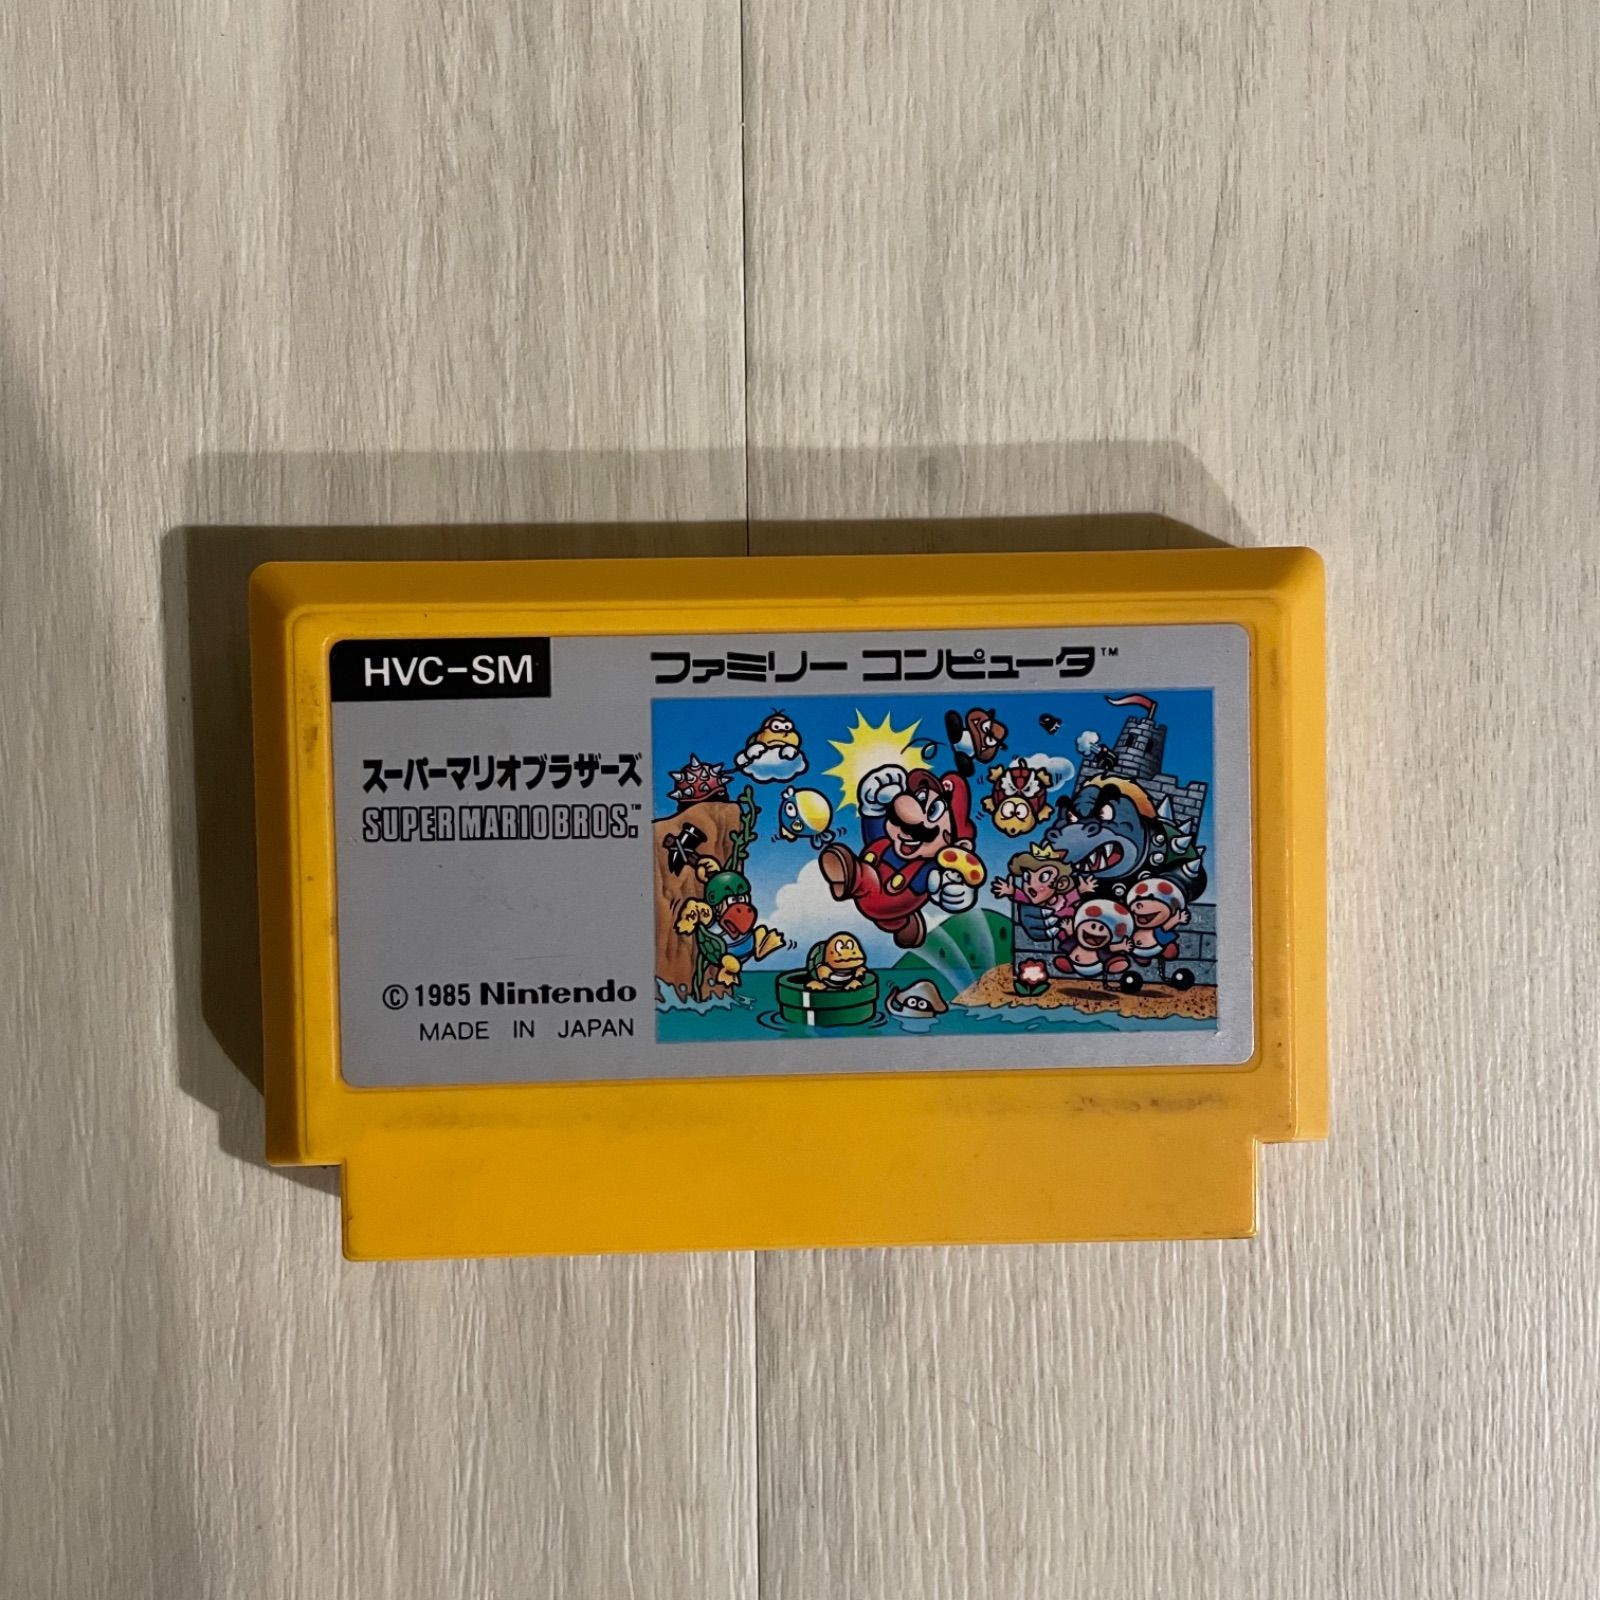 HVC-SM
ファミリー コンピュータ™
スーパーマリオブラザーズ
SUPER MARIO BROS.™
© 1985 Nintendo
MADE IN JAPAN